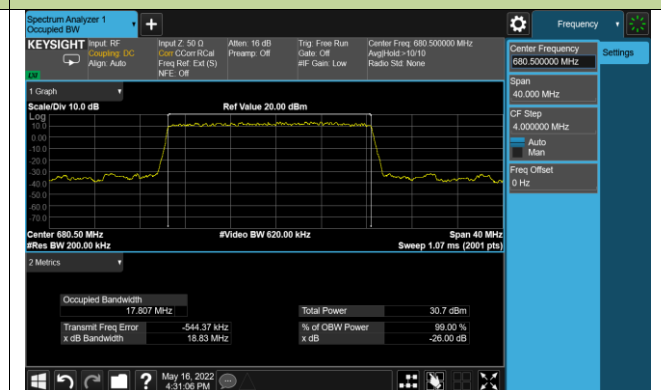 Spectrum Analyzer 1
Occupied BW
+
Frequency
KEYSIGHT
Input: RF
Coupling: DC
Align: Auto
Input Z: 50 Ω
Corr CCorr RCal
Freq Ref: Ext (S)
NFE: Off
Atten: 16 dB
Preamp: Off
Trig: Free Run
Gate: Off
#IF Gain: Low
Center Freq: 680.500000 MHz
Avg|Hold:>10/10
Radio Std: None
Center Frequency
680.500000 MHz
Settings
Span
40.000 MHz
CF Step
4.000000 MHz
Auto
Man
Freq Offset
0 Hz
1 Graph
Scale/Div 10.0 dB
Ref Value 20.00 dBm
Log
10.0
0.00
-10.0
-20.0
-30.0
-40.0
-50.0
-60.0
-70.0
Center 680.50 MHz
#Video BW 620.00 kHz
Span 40 MHz
#Res BW 200.00 kHz
Sweep 1.07 ms (2001 pts)
2 Metrics
Occupied Bandwidth
17.807 MHz
Total Power 30.7 dBm
Transmit Freq Error -544.37 kHz
% of OBW Power 99.00 %
x dB Bandwidth 18.83 MHz
x dB -26.00 dB
?
May 16, 2022
4:31:06 PM